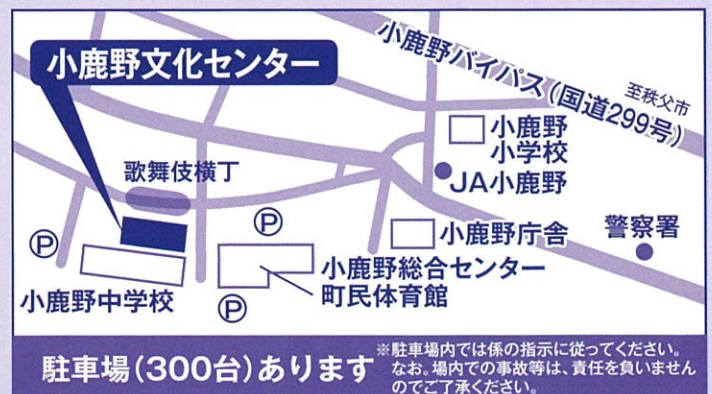 小鹿野文化センター
小鹿野バイパス(国道299号)
至秩父市
小鹿野
小学校
JA小鹿野
歌舞伎横丁
小鹿野庁舎
警察署
Ⓟ
Ⓟ
小鹿野総合センター
町民体育館
小鹿野中学校
Ⓟ
駐車場(300台)あります
※駐車場内では係の指示に従ってください。
なお。場内での事故等は、責任を負いません
のでご了承ください。